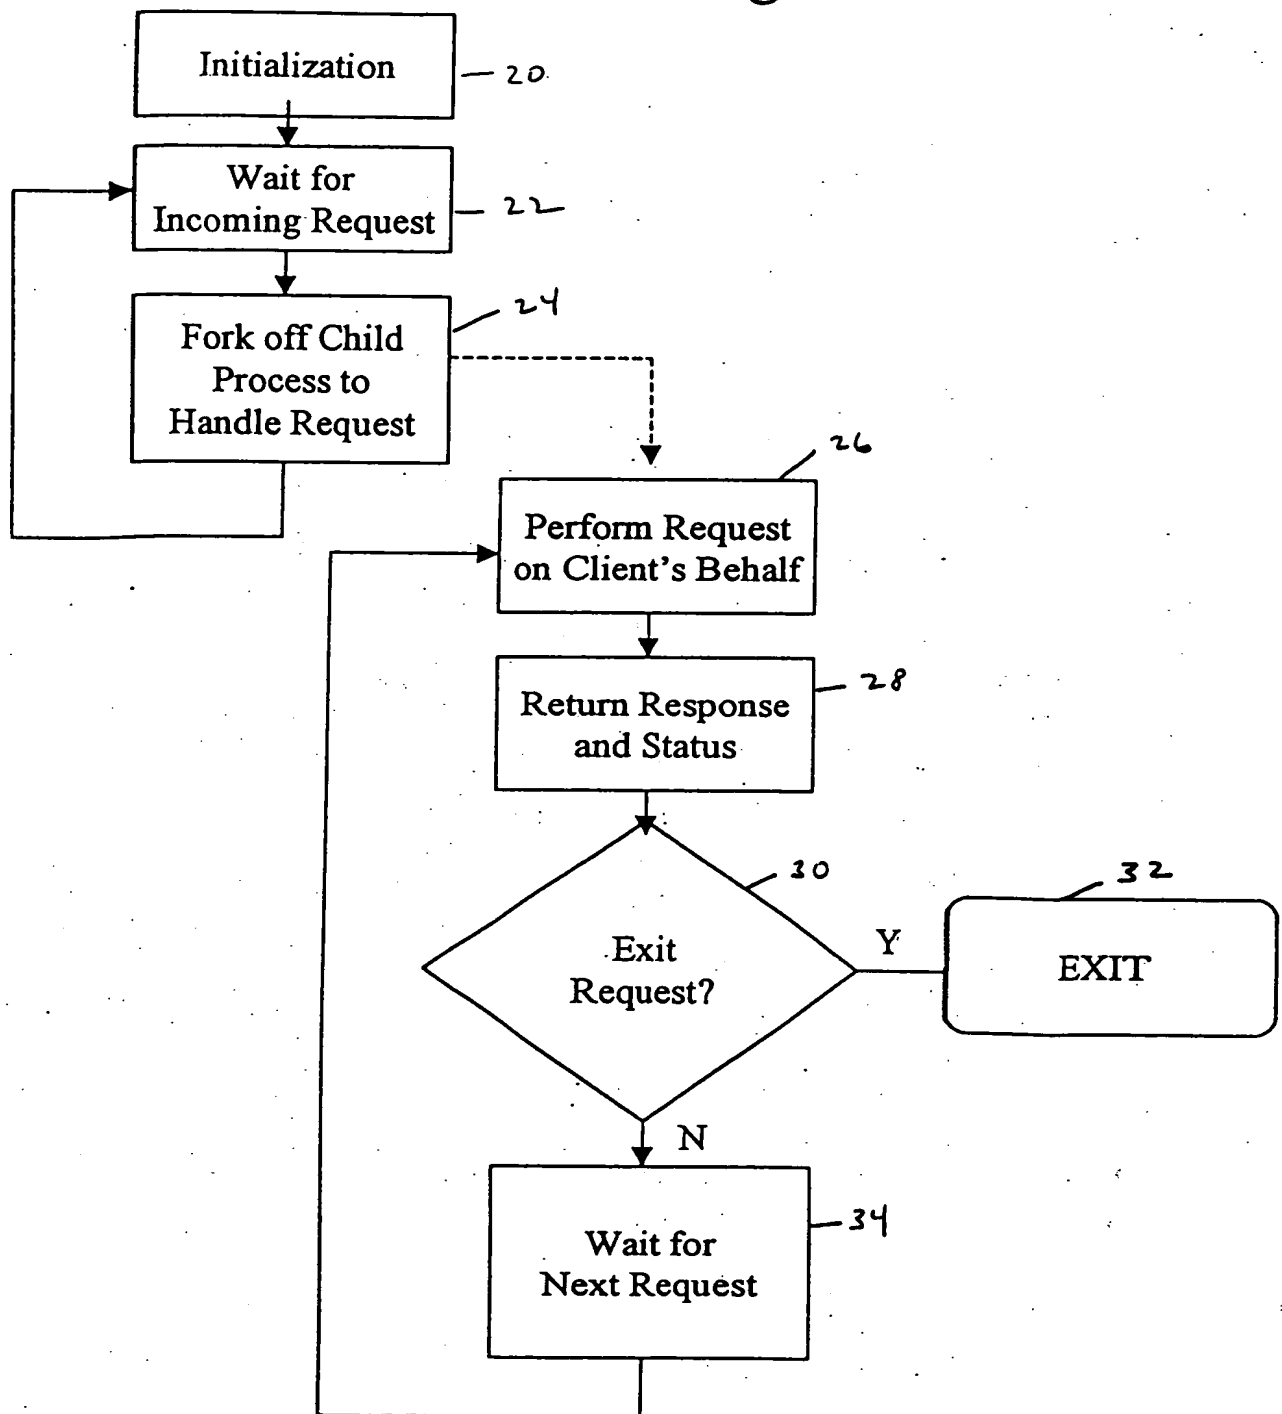 Initialization
20
Wait for
Incoming Request
22
24
Fork off Child
Process to
Handle Request
26
Perform Request
on Client's Behalf
28
Return Response
and Status
30
Exit
Request?
Y
32
EXIT
N
34
Wait for
Next Request